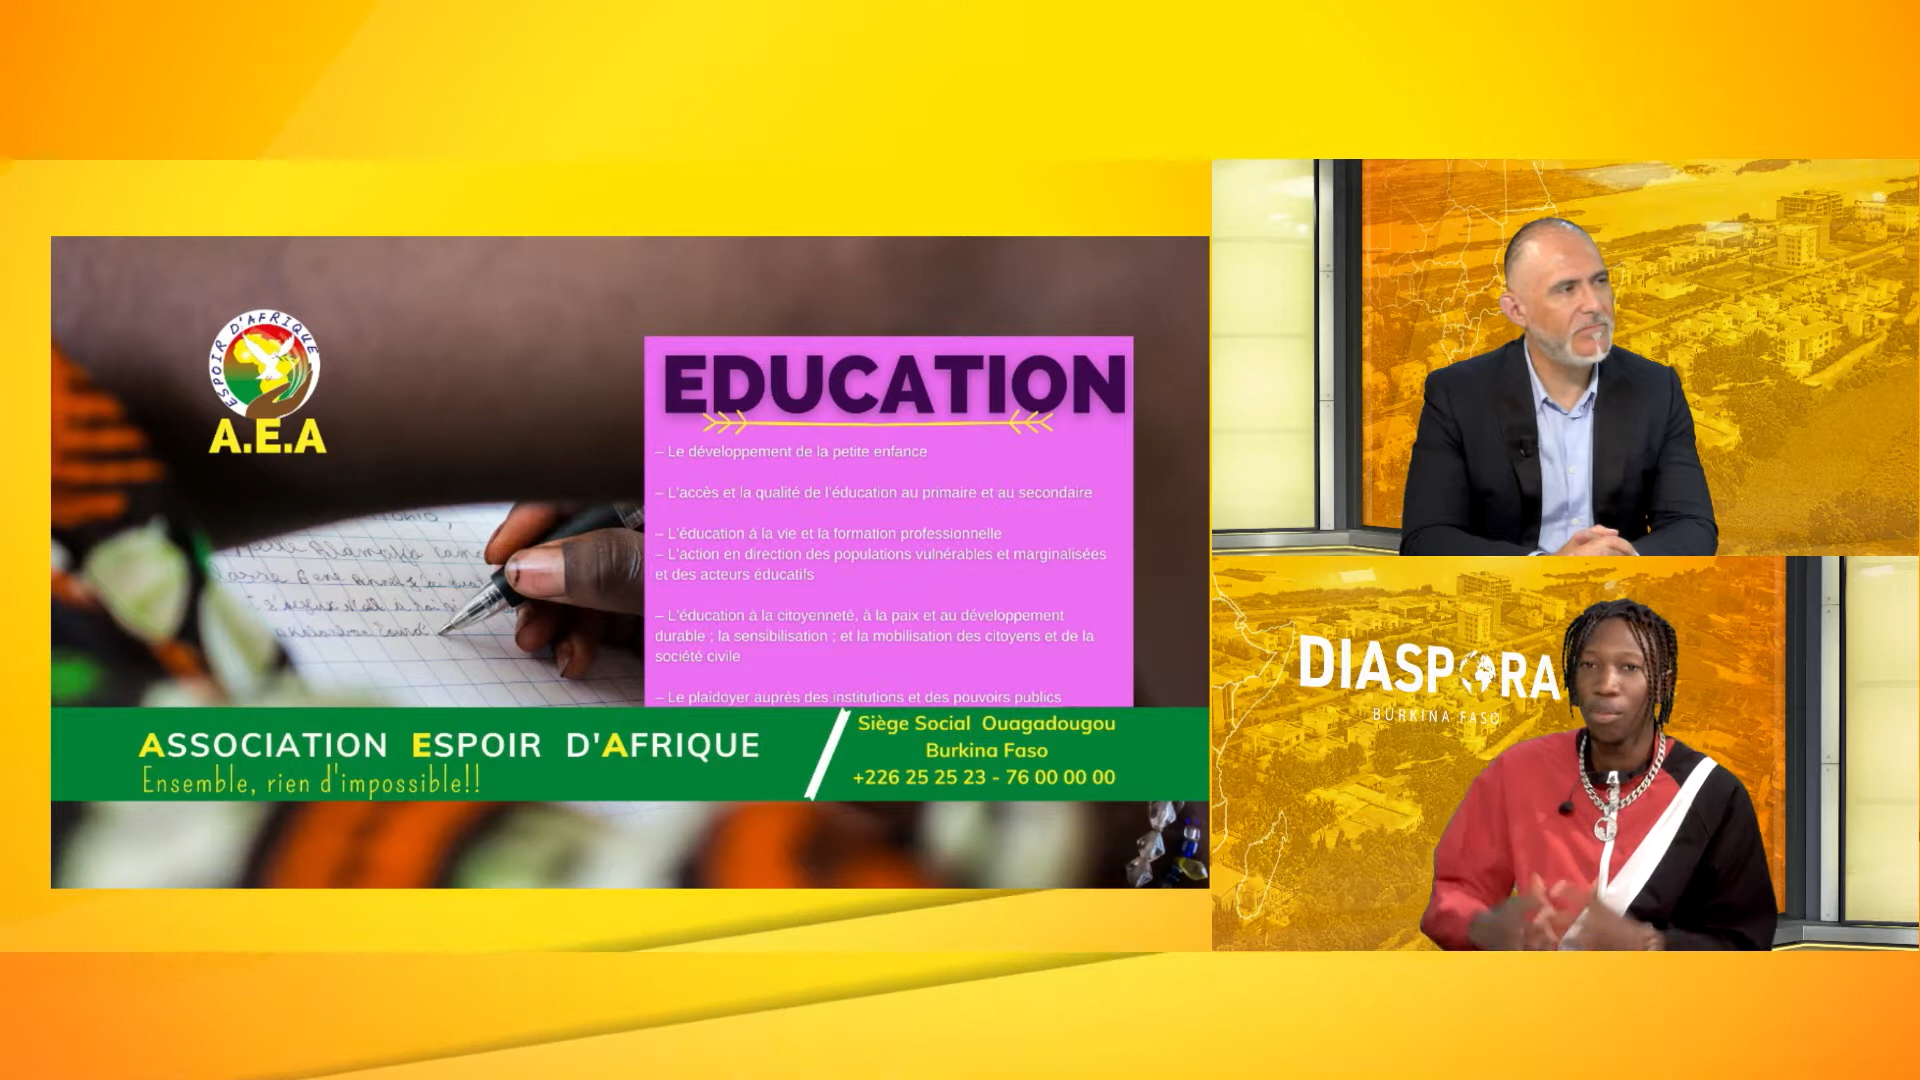 ESPOIR D'AFRIQUE
A.E.A
EDUCATION
– Le développement de la petite enfance
– L'accès et la qualité de l'éducation au primaire et au secondaire
– L'éducation à la vie et la formation professionnelle
– L'action en direction des populations vulnérables et marginalisées
et des acteurs éducatifs
– L'éducation à la citoyenneté, à la paix et au développement
durable ; la sensibilisation ; et la mobilisation des citoyens et de la
société civile
– Le plaidoyer auprès des institutions et des pouvoirs publics
ASSOCIATION ESPOIR D'AFRIQUE
Ensemble, rien d'impossible!!
Siège Social Ouagadougou
Burkina Faso
+226 25 25 23 - 76 00 00 00
DIASPORA
BURKINA FASO